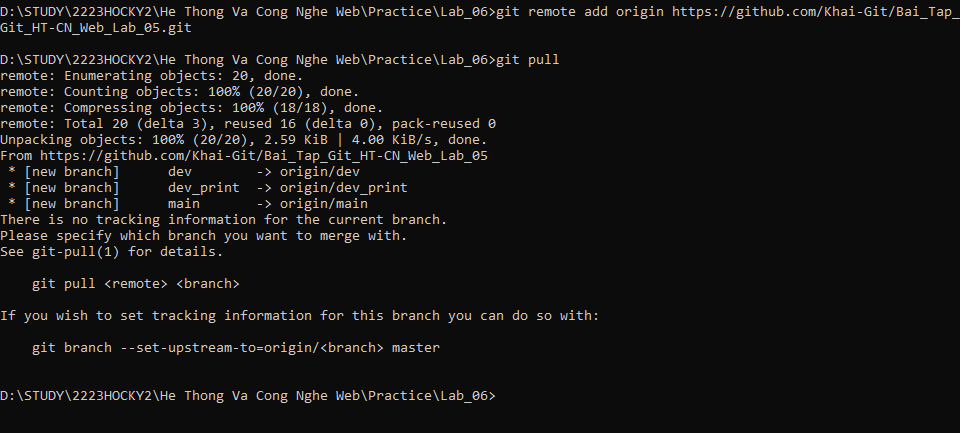 D:\STUDY\2223HOCKY2\He Thong Va Cong Nghe Web\Practice\Lab_06>git remote add origin https://github.com/Khai-Git/Bai_Tap_
Git_HT-CN_Web_Lab_05.git
D:\STUDY\2223HOCKY2\He Thong Va Cong Nghe Web\Practice\Lab_06>git pull
remote: Enumerating objects: 20, done.
remote: Counting objects: 100% (20/20), done.
remote: Compressing objects: 100% (18/18), done.
remote: Total 20 (delta 3), reused 16 (delta 0), pack-reused 0
Unpacking objects: 100% (20/20), 2.59 KiB | 4.00 KiB/s, done.
From https://github.com/Khai-Git/Bai_Tap_Git_HT-CN_Web_Lab_05
 * [new branch]      dev        -> origin/dev
 * [new branch]      dev_print  -> origin/dev_print
 * [new branch]      main       -> origin/main
There is no tracking information for the current branch.
Please specify which branch you want to merge with.
See git-pull(1) for details.
    git pull <remote> <branch>
If you wish to set tracking information for this branch you can do so with:
    git branch --set-upstream-to=origin/<branch> master
D:\STUDY\2223HOCKY2\He Thong Va Cong Nghe Web\Practice\Lab_06>